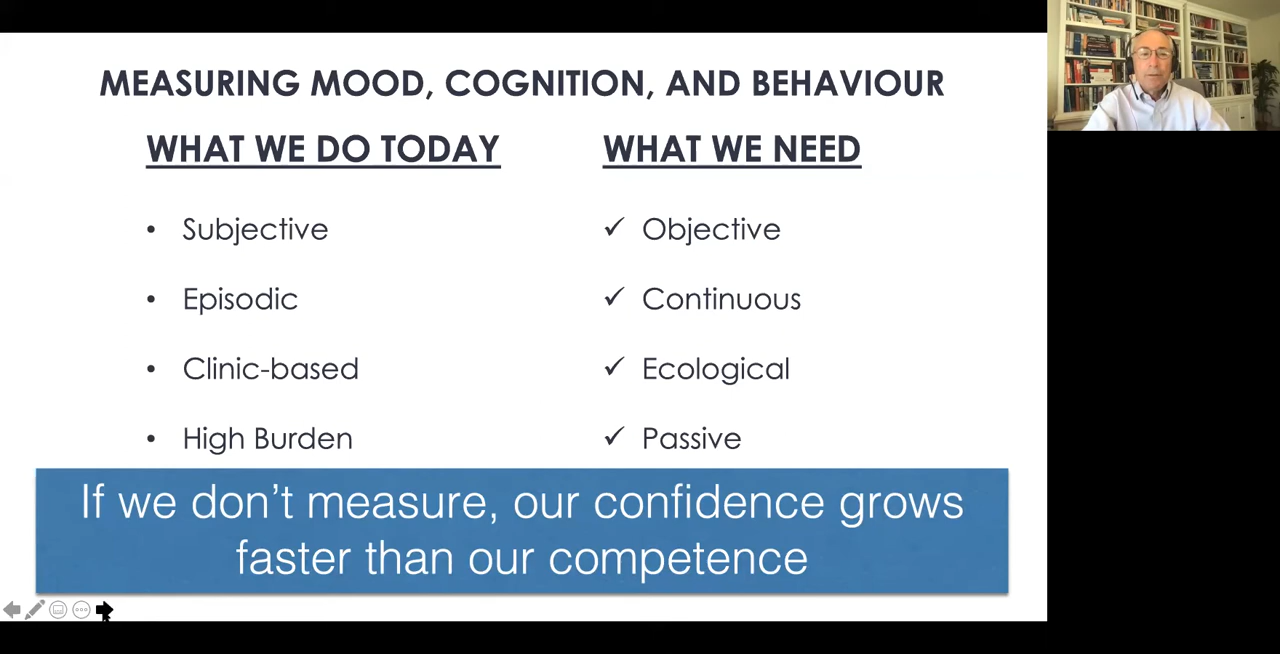 MEASURING MOOD, COGNITION, AND BEHAVIOUR
WHAT WE DO TODAY
• Subjective
• Episodic
• Clinic-based
• High Burden
WHAT WE NEED
✓ Objective
✓ Continuous
✓ Ecological
✓ Passive
If we don't measure, our confidence grows
faster than our competence